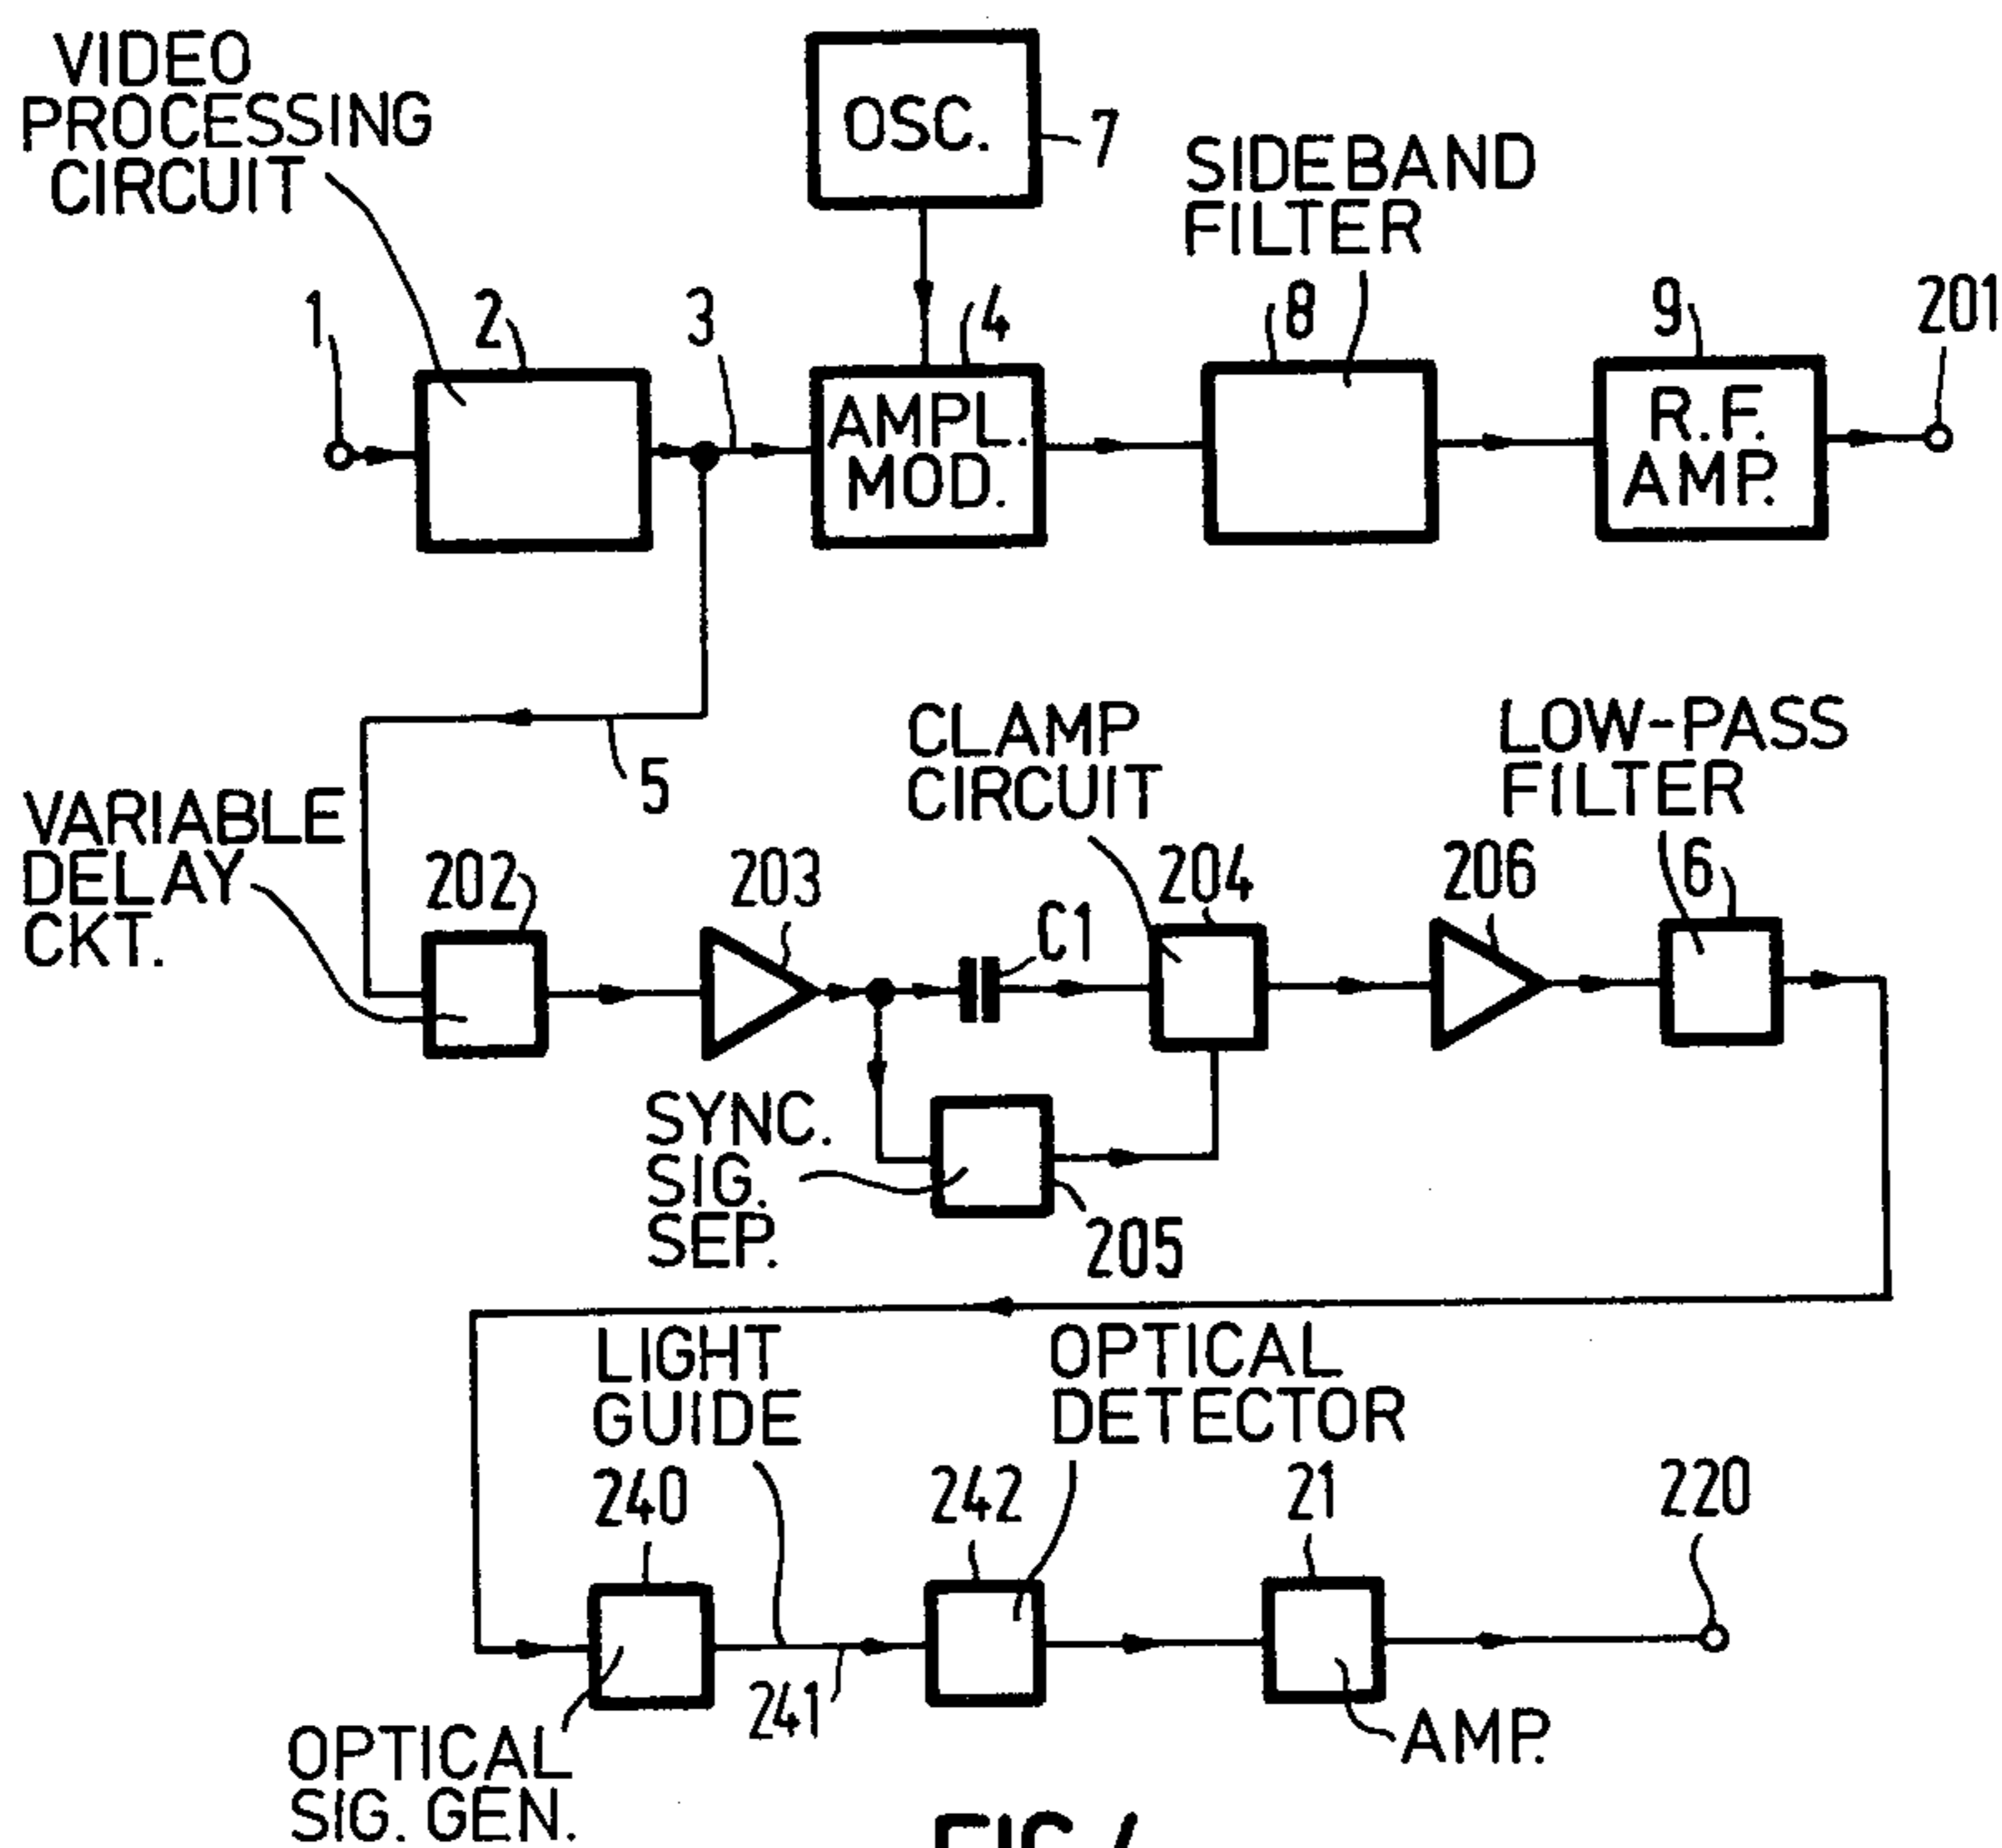 VIDEO
PROCESSING
CIRCUIT
OSC.
7
SIDEBAND
FILTER
1
2
3
4
8
9
201
AMPL.
MOD.
R.F.
AMP.
5
CLAMP
CIRCUIT
LOW-PASS
FILTER
VARIABLE
DELAY
CKT.
202
203
C1
204
206
6
SYNC.
SIG.
SEP.
205
LIGHT
GUIDE
OPTICAL
DETECTOR
240
242
21
220
241
OPTICAL
SIG. GEN.
AMP.